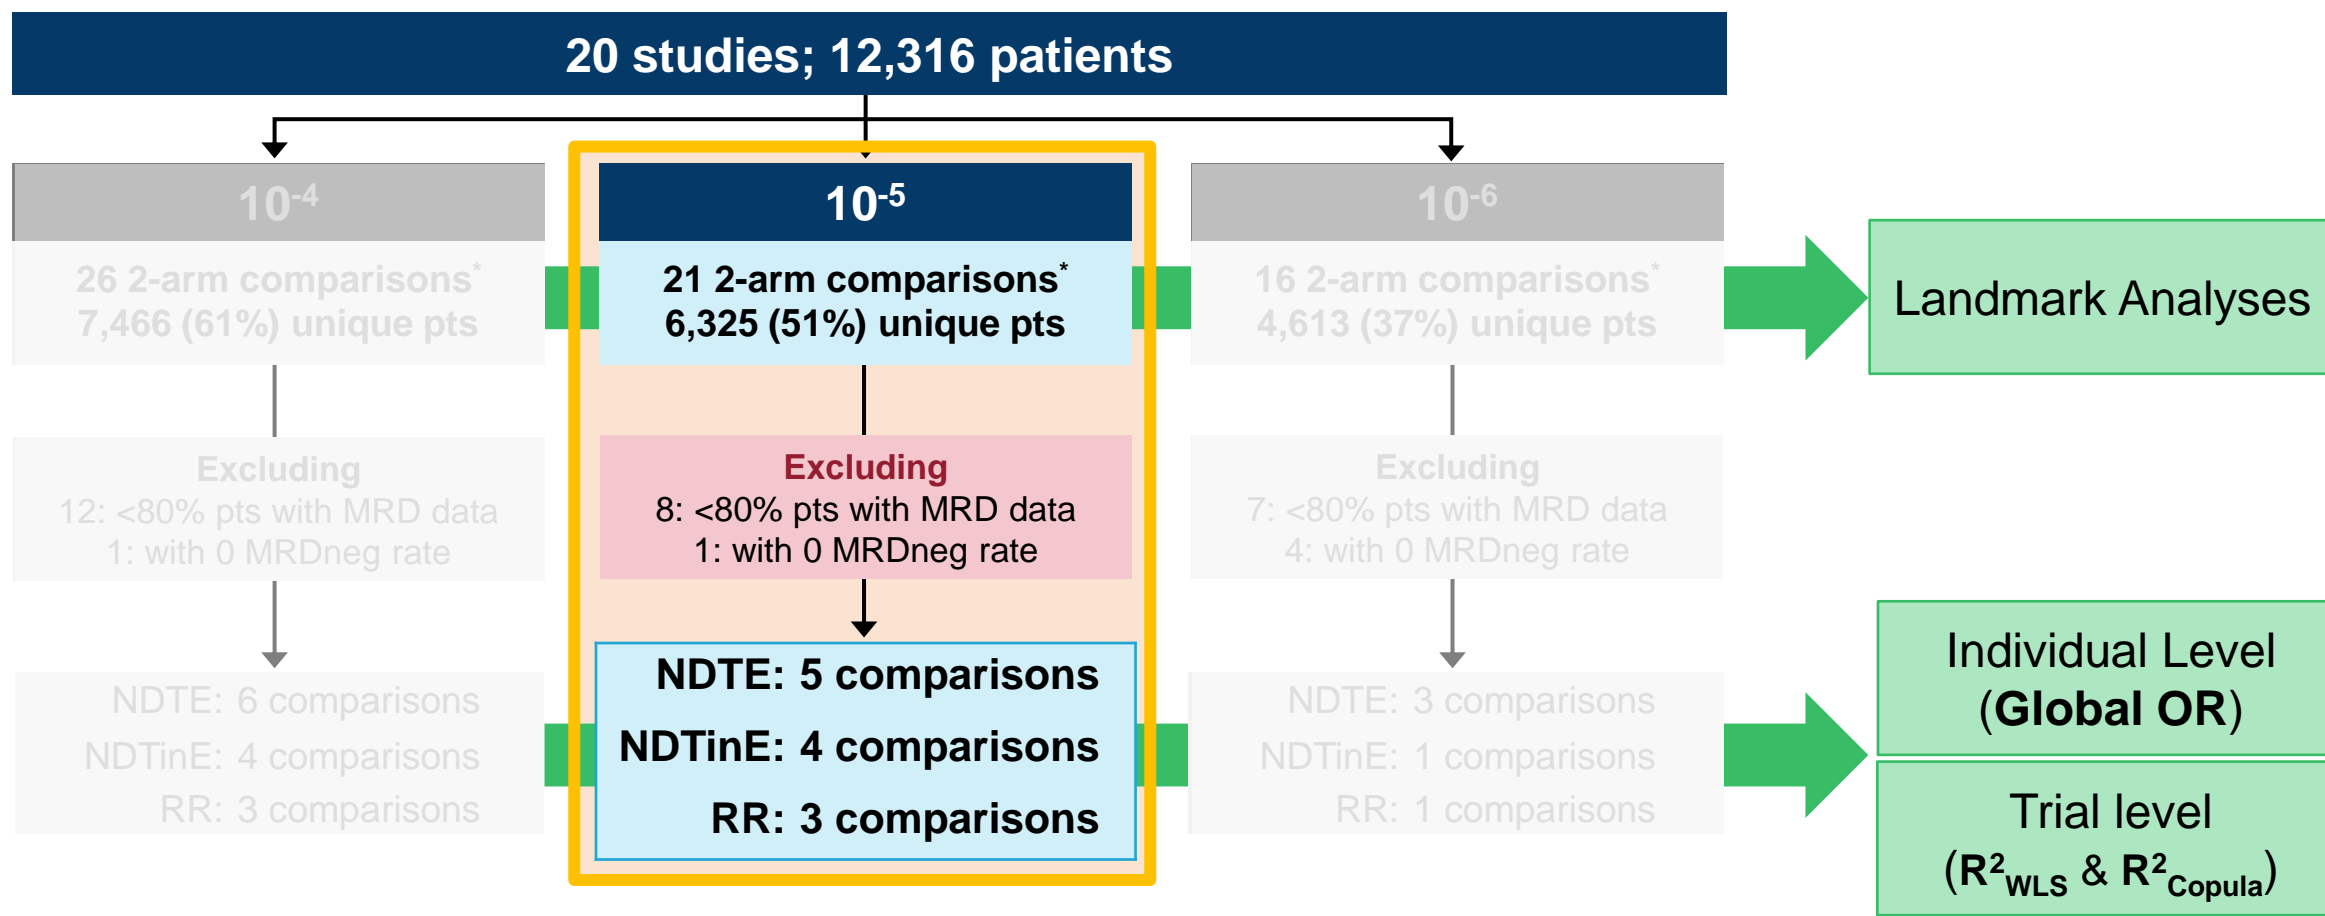 20 studies; 12,316 patients
10⁻⁴
26 2-arm comparisons*
7,466 (61%) unique pts
Excluding
12: <80% pts with MRD data
1: with 0 MRDneg rate
NDTE: 6 comparisons
NDTinE: 4 comparisons
RR: 3 comparisons
10⁻⁵
21 2-arm comparisons*
6,325 (51%) unique pts
Excluding
8: <80% pts with MRD data
1: with 0 MRDneg rate
NDTE: 5 comparisons
NDTinE: 4 comparisons
RR: 3 comparisons
10⁻⁶
16 2-arm comparisons*
4,613 (37%) unique pts
Excluding
7: <80% pts with MRD data
4: with 0 MRDneg rate
NDTE: 3 comparisons
NDTinE: 1 comparisons
RR: 1 comparisons
Landmark Analyses
Individual Level
(Global OR)
Trial level
(R²WLS & R²Copula)